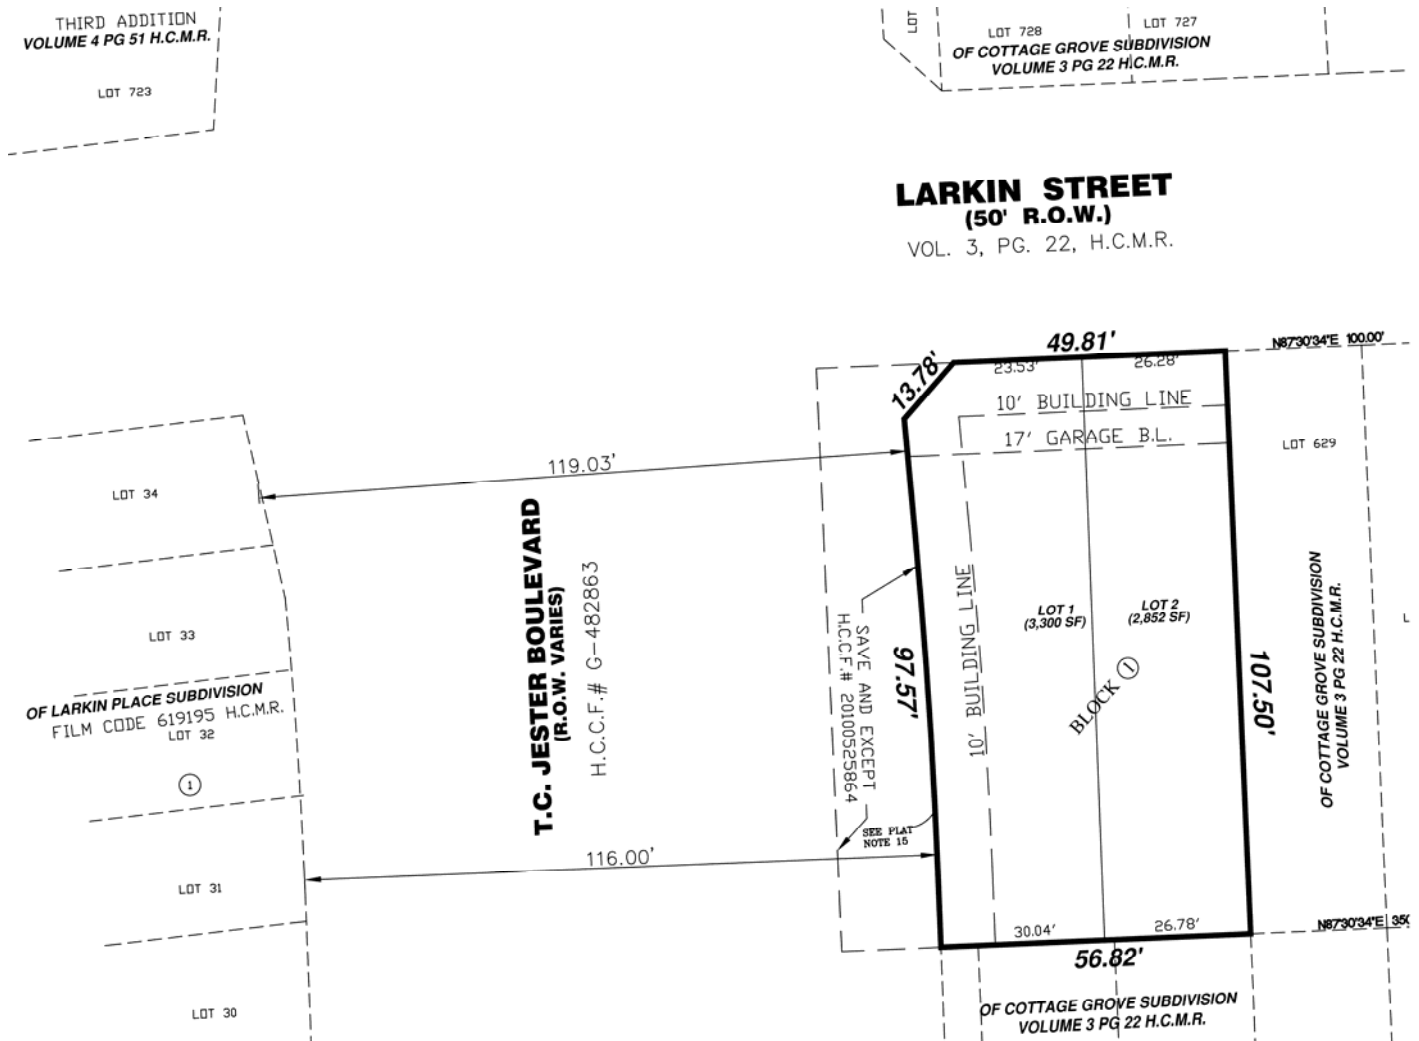 THIRD ADDITION
VOLUME 4 PG 51 H.C.M.R.
LOT 723
LOT
LOT 728
LOT 727
OF COTTAGE GROVE SUBDIVISION
VOLUME 3 PG 22 H.C.M.R.
LARKIN STREET
(50' R.O.W.)
VOL. 3, PG. 22, H.C.M.R.
49.81'
13.78'
23.53'
26.28'
N87°30'34"E 100.00'
10' BUILDING LINE
17' GARAGE B.L.
LOT 629
119.03'
LOT 34
T.C. JESTER BOULEVARD
(R.O.W. VARIES)
H.C.C.F.# G-482863
LOT 33
OF LARKIN PLACE SUBDIVISION
FILM CODE 619195 H.C.M.R.
LOT 32
1
SAVE AND EXCEPT
H.C.C.F.# 20100525864
97.57'
10' BUILDING LINE
LOT 1
(3,300 SF)
LOT 2
(2,852 SF)
BLOCK 1
107.50'
OF COTTAGE GROVE SUBDIVISION
VOLUME 3 PG 22 H.C.M.R.
L
SEE PLAT
NOTE 15
116.00'
LOT 31
30.04'
26.78'
N87°30'34"E 350
56.82'
OF COTTAGE GROVE SUBDIVISION
VOLUME 3 PG 22 H.C.M.R.
LOT 30